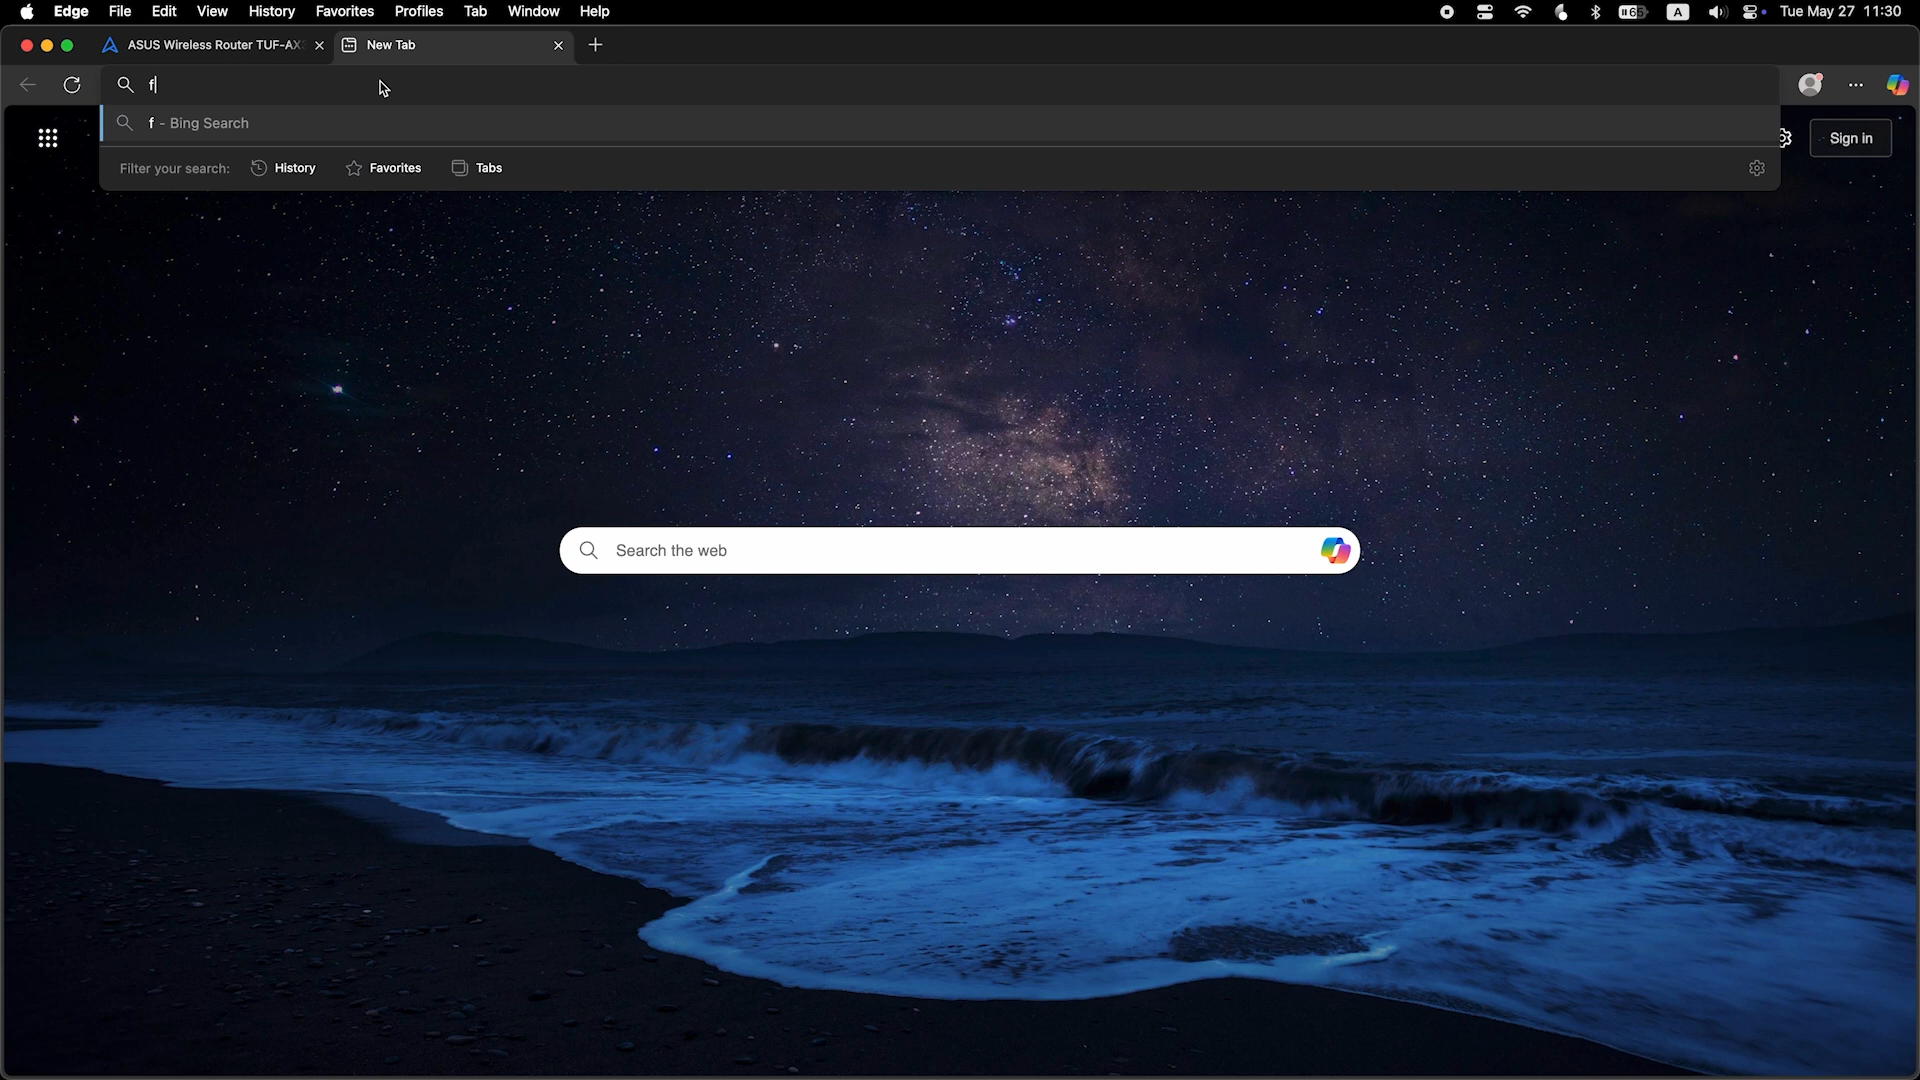 Edge File Edit View History Favorites Profiles Tab Window Help 65 A Tue May 27 11:30
ASUS Wireless Router TUF-AX New Tab
f
f - Bing Search
Filter your search: History Favorites Tabs
Sign in
Search the web